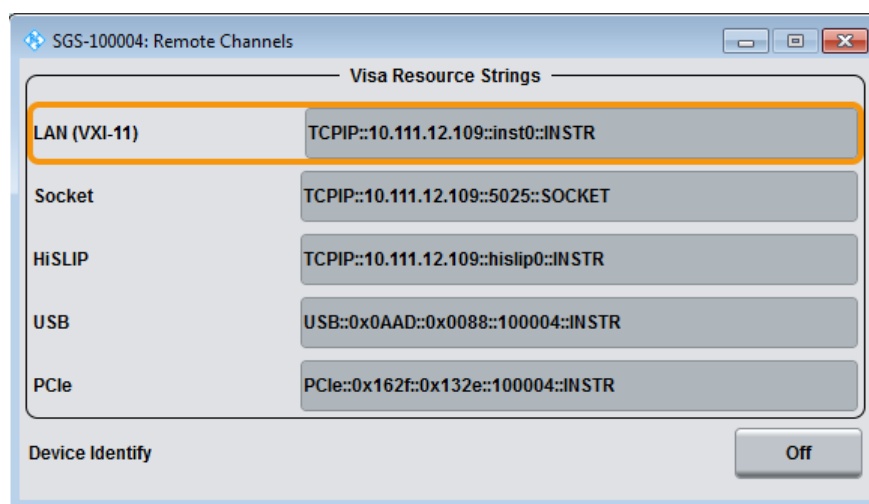 SGS-100004: Remote Channels
Visa Resource Strings
LAN (VXI-11) TCPIP::10.111.12.109::inst0::INSTR
Socket TCPIP::10.111.12.109::5025::SOCKET
HiSLIP TCPIP::10.111.12.109::hislip0::INSTR
USB USB::0x0AAD::0x0088::100004::INSTR
PCIe PCIe::0x162f::0x132e::100004::INSTR
Device Identify Off